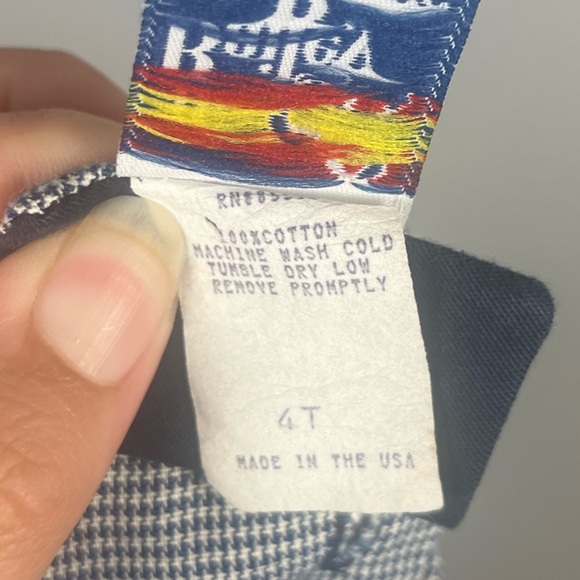 100%COTTON
MACHINE WASH COLD
TUMBLE DRY LOW
REMOVE PROMPTLY
4T
MADE IN THE USA